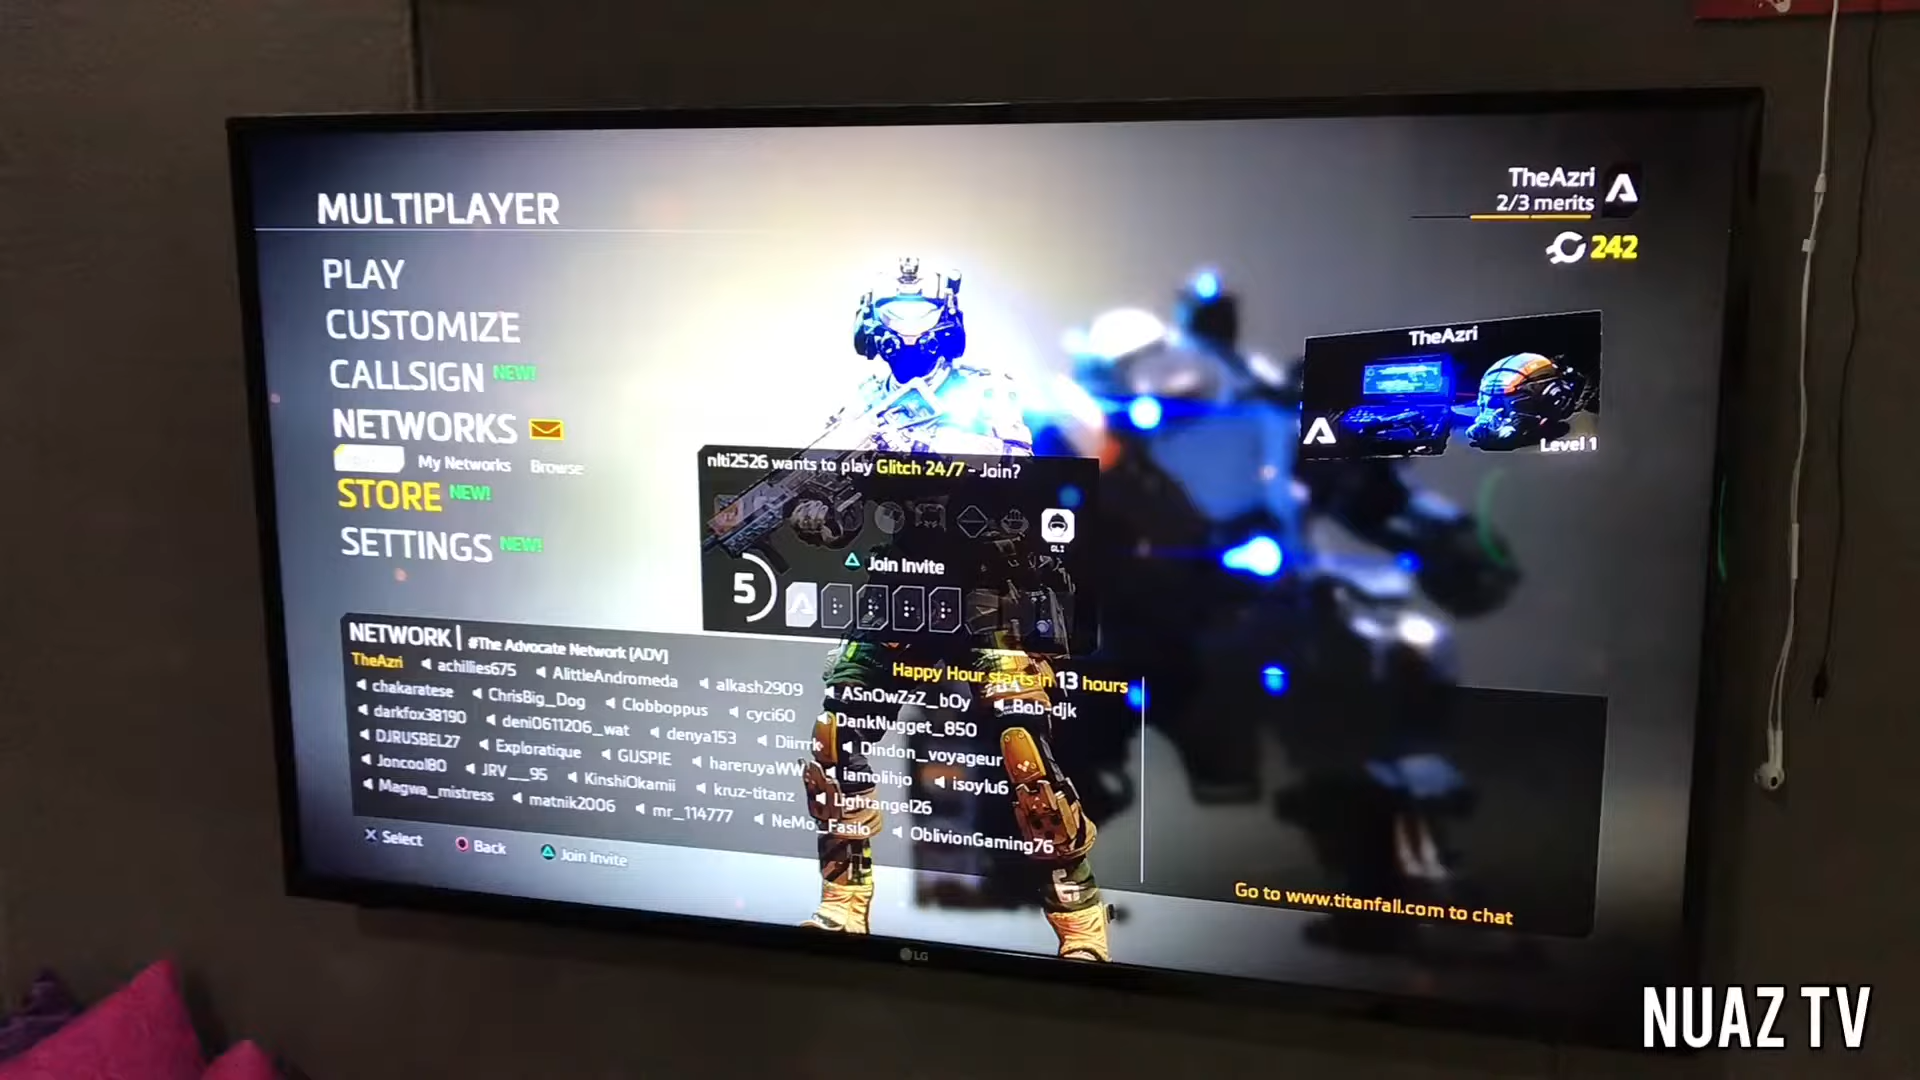 MULTIPLAYER
PLAY
CUSTOMIZE
CALLSIGN NEW!
NETWORKS
My Networks Browse
STORE NEW!
SETTINGS NEW!
TheAzri
2/3 merits
242
TheAzri
Level 1
nlti2526 wants to play Glitch 24/7 - Join?
GLI
Join Invite
5
NETWORK | #The Advocate Network [ADV]
Happy Hour starts in 13 hours
TheAzri achillies675 AlittleAndromeda alkash2909 ASnOwZzZ_bOy Bob-djk
chakaratese ChrisBig_Dog Clobboppus cyci60 DankNugget_850
darkfox38190 deni0611206_wat denya153 Diirrrk Dindon_voyageur
DJRUSBEL27 Exploratique GUSPIE hareruyaWW iamolihjo isoylu6
Joncool80 JRV__95 KinshiOkamii kruz-titanz Lightangel26
Magwa_mistress matnik2006 mr_114777 NeMo_Fasilo OblivionGaming76
Go to www.titanfall.com to chat
X Select Back Join Invite
LG
NUAZ TV